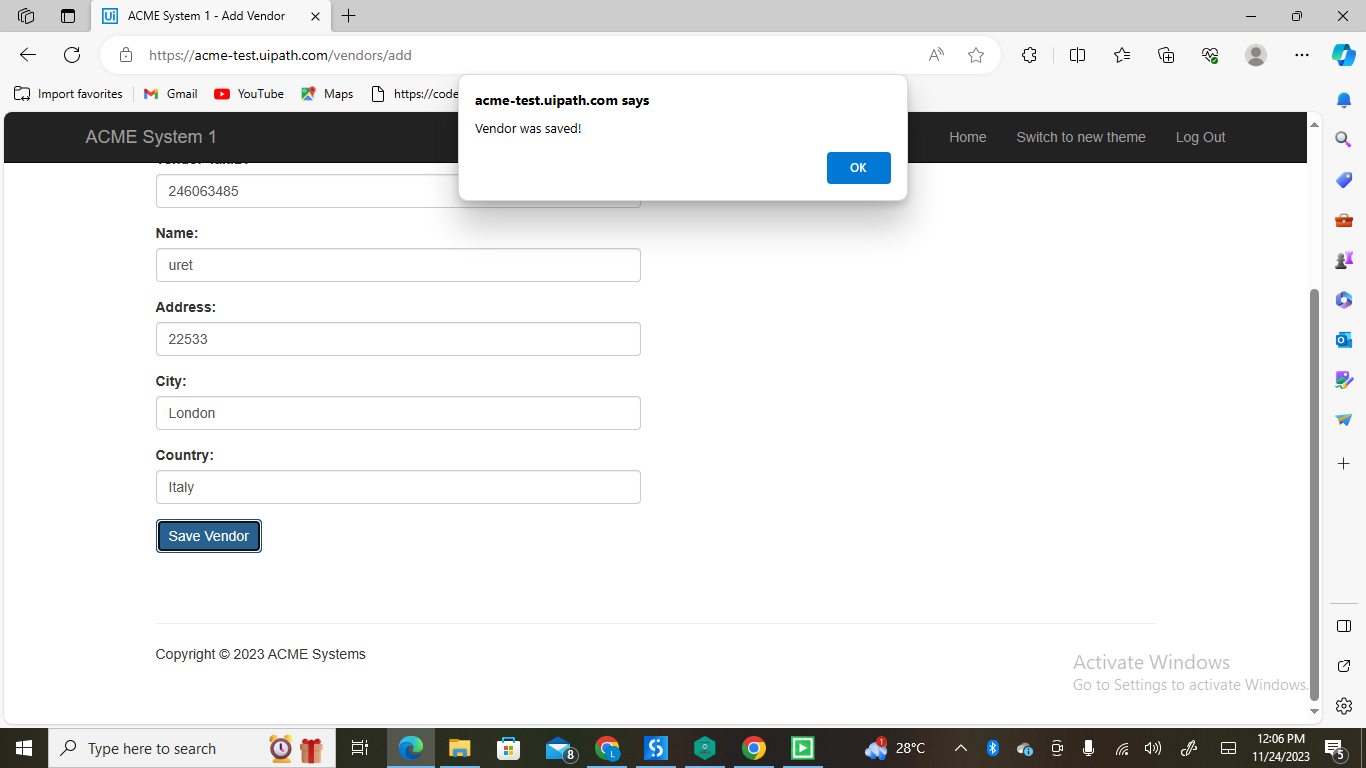 ACME System 1 - Add Vendor
https://acme-test.uipath.com/vendors/add
Import favorites
Gmail
YouTube
Maps
https://code
acme-test.uipath.com says
Vendor was saved!
OK
ACME System 1
Home
Switch to new theme
Log Out
246063485
Name:
uret
Address:
22533
City:
London
Country:
Italy
Save Vendor
Copyright © 2023 ACME Systems
Activate Windows
Go to Settings to activate Windows.
Type here to search
8
1
28°C
12:06 PM
11/24/2023
5